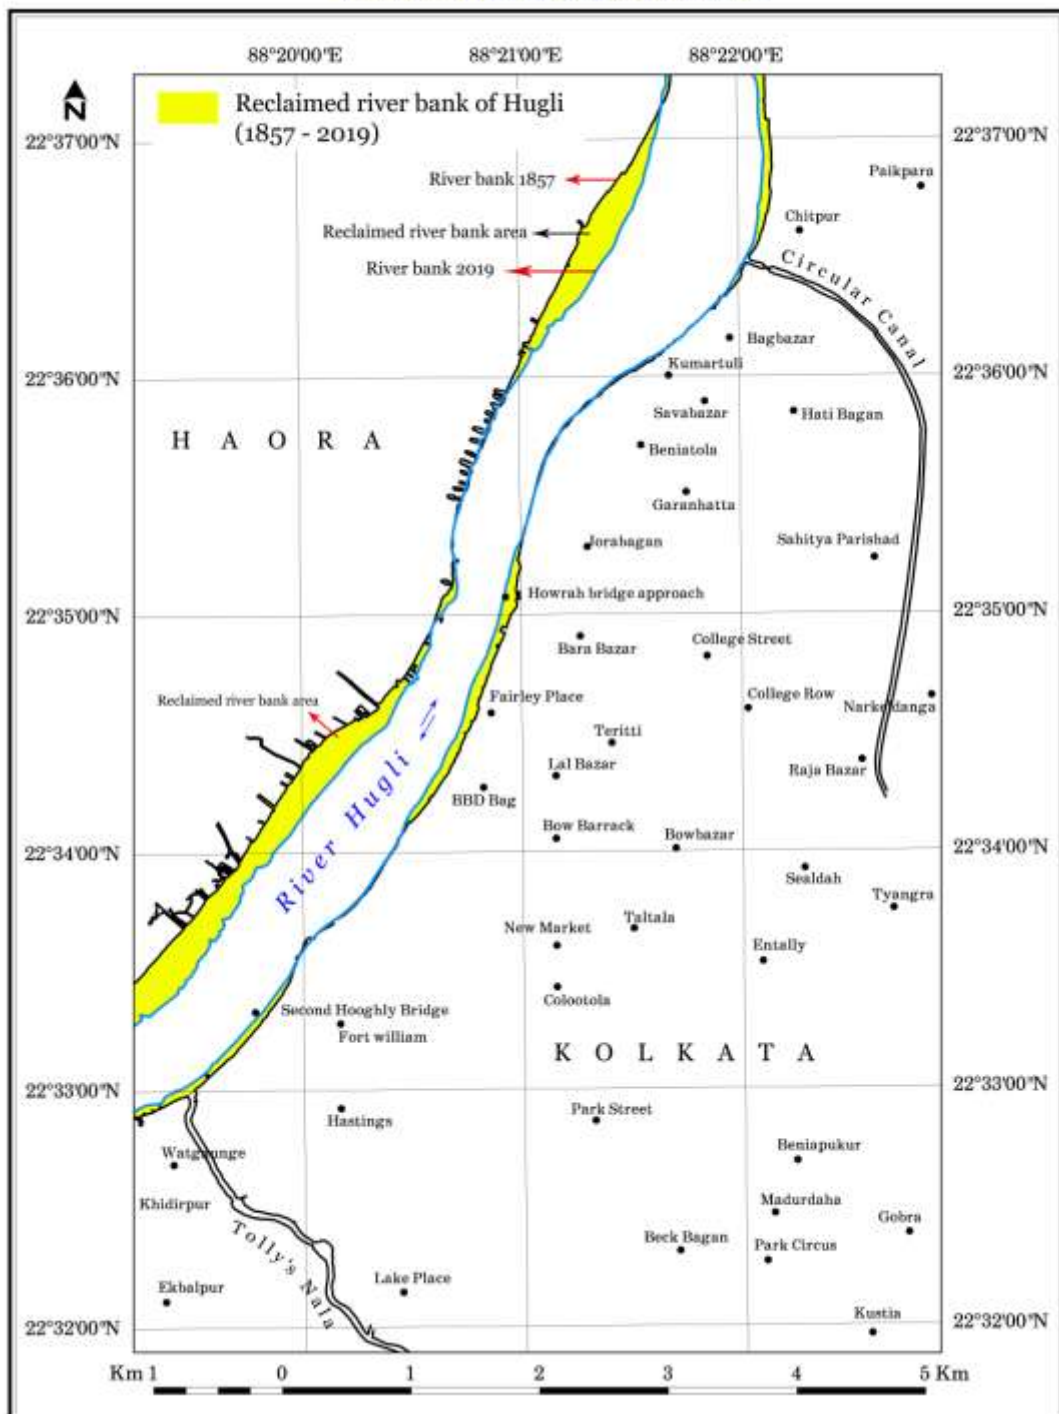 88°20'00"E 88°21'00"E 88°22'00"E
N
Reclaimed river bank of Hugli
(1857 - 2019)
22°37'00"N 22°37'00"N
River bank 1857
Paikpara
Chitpur
Reclaimed river bank area
River bank 2019
Circular Canal
Bagbazar
Kumartuli
22°36'00"N 22°36'00"N
Savabazar
Hati Bagan
HAORA
Beniatola
Garanhatta
Jorabagan
Sahitya Parishad
Howrah bridge approach
22°35'00"N 22°35'00"N
Bara Bazar
College Street
Reclaimed river bank area
Fairley Place
College Row
Narkeldanga
Teritti
Lal Bazar
Raja Bazar
BBD Bag
River Hugli
Bow Barrack
Bowbazar
22°34'00"N 22°34'00"N
Sealdah
Tyangra
New Market
Taltala
Entally
Colootola
Second Hooghly Bridge
Fort william
KOLKATA
22°33'00"N 22°33'00"N
Hastings
Park Street
Watgaunge
Beniapukur
Khidirpur
Madurdaha
Gobra
Tolly's Nala
Beck Bagan
Park Circus
Ekbalpur
Lake Place
Kustia
22°32'00"N 22°32'00"N
Km 1 0 1 2 3 4 5 Km